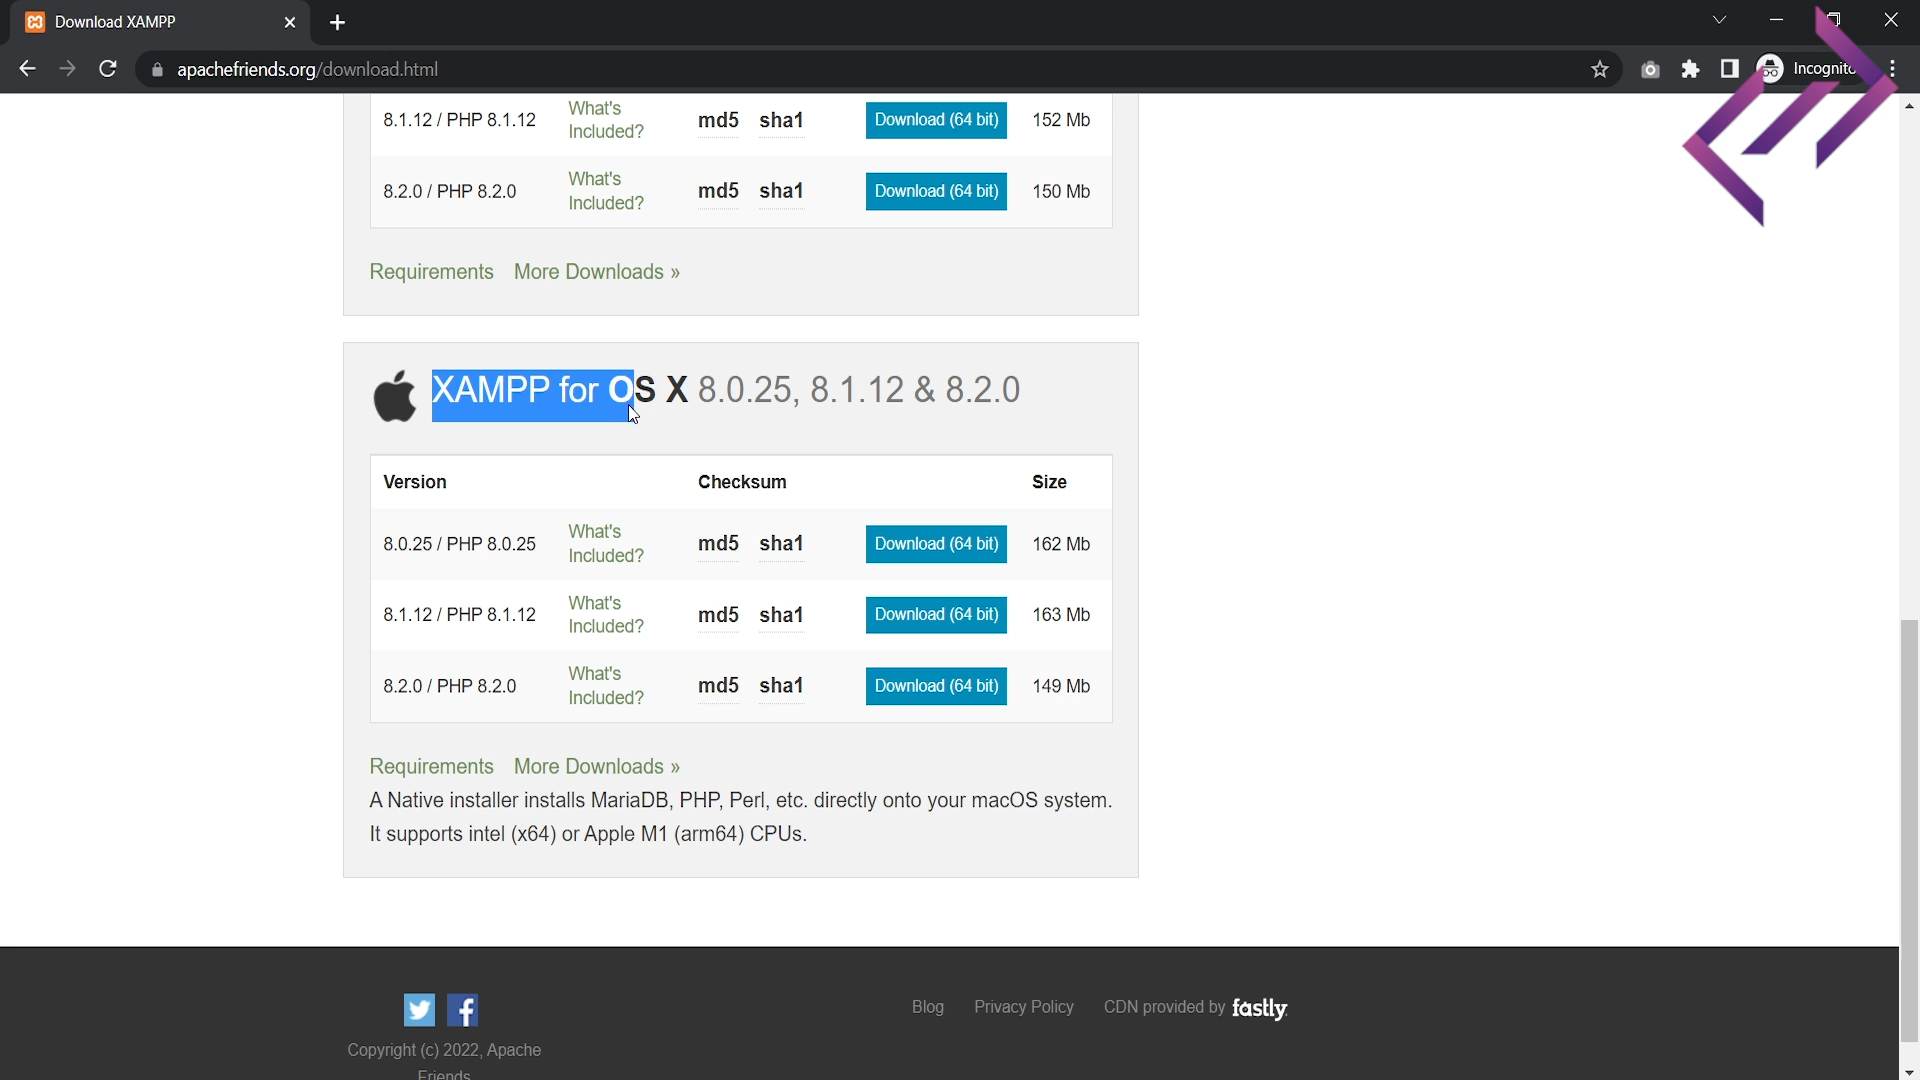 Download XAMPP
apachefriends.org/download.html
Incognito
8.1.12 / PHP 8.1.12 What's Included? md5 sha1 Download (64 bit) 152 Mb
8.2.0 / PHP 8.2.0 What's Included? md5 sha1 Download (64 bit) 150 Mb
Requirements More Downloads »
XAMPP for OS X 8.0.25, 8.1.12 & 8.2.0
Version Checksum Size
8.0.25 / PHP 8.0.25 What's Included? md5 sha1 Download (64 bit) 162 Mb
8.1.12 / PHP 8.1.12 What's Included? md5 sha1 Download (64 bit) 163 Mb
8.2.0 / PHP 8.2.0 What's Included? md5 sha1 Download (64 bit) 149 Mb
Requirements More Downloads »
A Native installer installs MariaDB, PHP, Perl, etc. directly onto your macOS system.
It supports intel (x64) or Apple M1 (arm64) CPUs.
Blog Privacy Policy CDN provided by fastly
Copyright (c) 2022, Apache
Friends